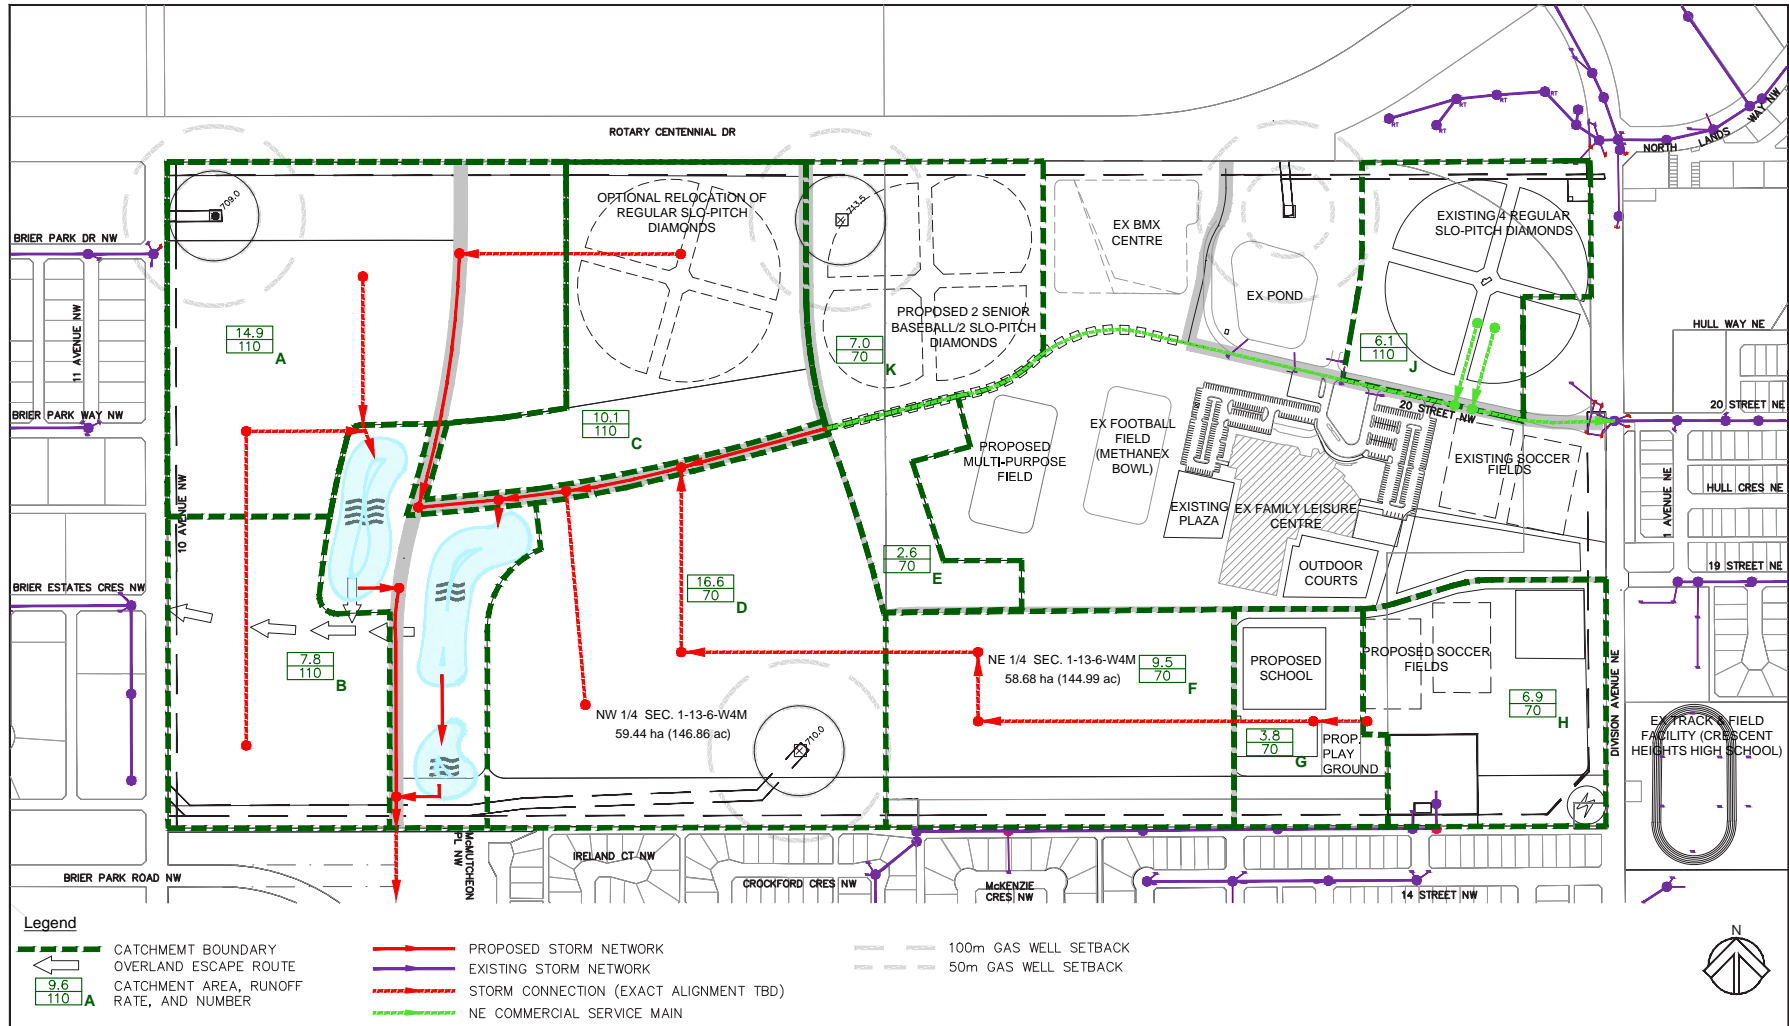 ROTARY CENTENNIAL DR
NORTH
LANDS
WAY NW
RT
RT
RT
RT
RT
709.0
713.5
OPTIONAL RELOCATION OF
REGULAR SLO-PITCH
DIAMONDS
EX BMX
CENTRE
EXISTING 4 REGULAR
SLO-PITCH DIAMONDS
BRIER PARK DR NW
EX POND
11 AVENUE NW
14.9
110
A
PROPOSED 2 SENIOR
BASEBALL/2 SLO-PITCH
DIAMONDS
7.0
70
K
6.1
110
J
HULL WAY NE
BRIER PARK WAY NW
10.1
110
C
20 STREET NW
20 STREET NE
PROPOSED
MULTI-PURPOSE
FIELD
EX FOOTBALL
FIELD
(METHANEX
BOWL)
EXISTING SOCCER
FIELDS
10 AVENUE NW
1 AVENUE NE
HULL CRES NE
EXISTING
PLAZA
EX FAMILY LEISURE
CENTRE
OUTDOOR
COURTS
19 STREET NE
BRIER ESTATES CRES NW
2.6
70
E
16.6
70
D
7.8
110
B
NE 1/4  SEC. 1-13-6-W4M
58.68 ha (144.99 ac)
9.5
70
F
PROPOSED
SCHOOL
PROPOSED SOCCER
FIELDS
6.9
70
H
DIVISION AVENUE NE
NW 1/4  SEC. 1-13-6-W4M
59.44 ha (146.86 ac)
710.0
3.8
70
G
PROP.
PLAY
GROUND
EX TRACK & FIELD
FACILITY (CRESCENT
HEIGHTS HIGH SCHOOL)
McMUTCHEON
PL NW
IRELAND CT NW
BRIER PARK ROAD NW
CROCKFORD CRES NW
McKENZIE
CRES NW
14 STREET NW
Legend
CATCHMEMT BOUNDARY
OVERLAND ESCAPE ROUTE
9.6
110
A
CATCHMENT AREA, RUNOFF
RATE, AND NUMBER
PROPOSED STORM NETWORK
EXISTING STORM NETWORK
STORM CONNECTION (EXACT ALIGNMENT TBD)
NE COMMERCIAL SERVICE MAIN
100m GAS WELL SETBACK
50m GAS WELL SETBACK
N